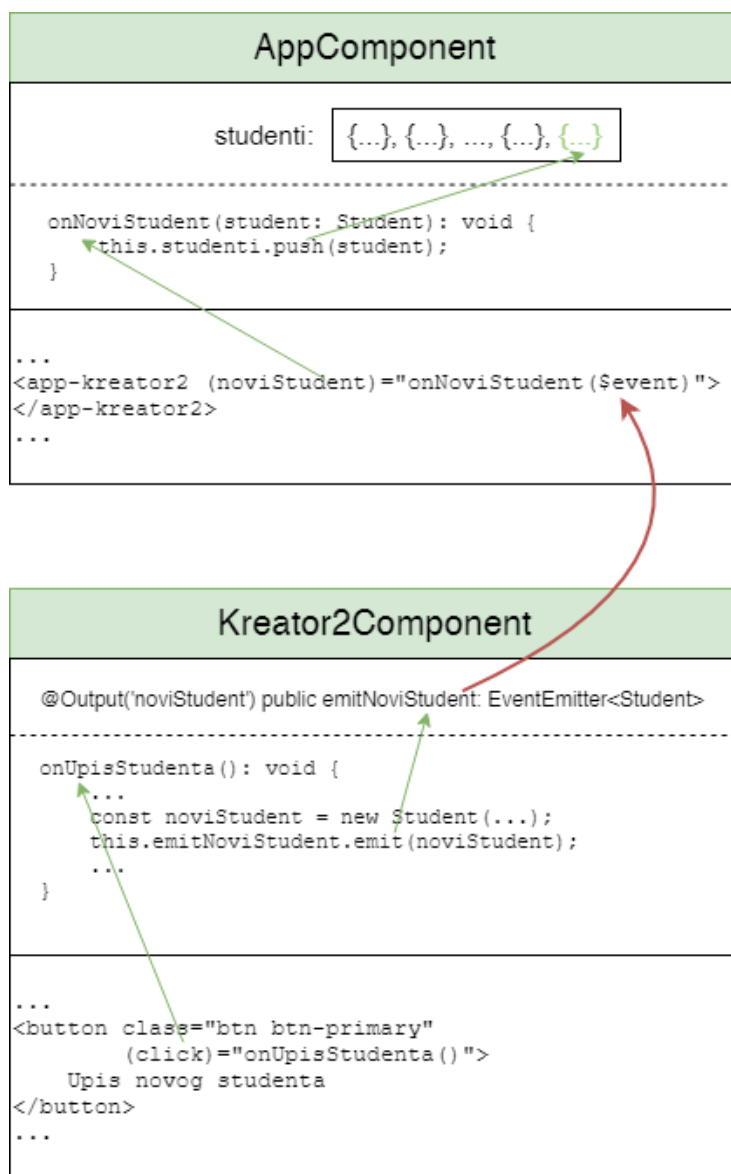 AppComponent
studenti: {...}, {...}, ..., {...}, {...}
onNoviStudent(student: Student): void {
this.studenti.push(student);
}
...
<app-kreator2 (noviStudent)="onNoviStudent($event)">
</app-kreator2>
...
Kreator2Component
@Output('noviStudent') public emitNoviStudent: EventEmitter<Student>
onUpisStudenta(): void {
...
const noviStudent = new Student(...);
this.emitNoviStudent.emit(noviStudent);
...
}
...
<button class="btn btn-primary"
(click)="onUpisStudenta()">
Upis novog studenta
</button>
...